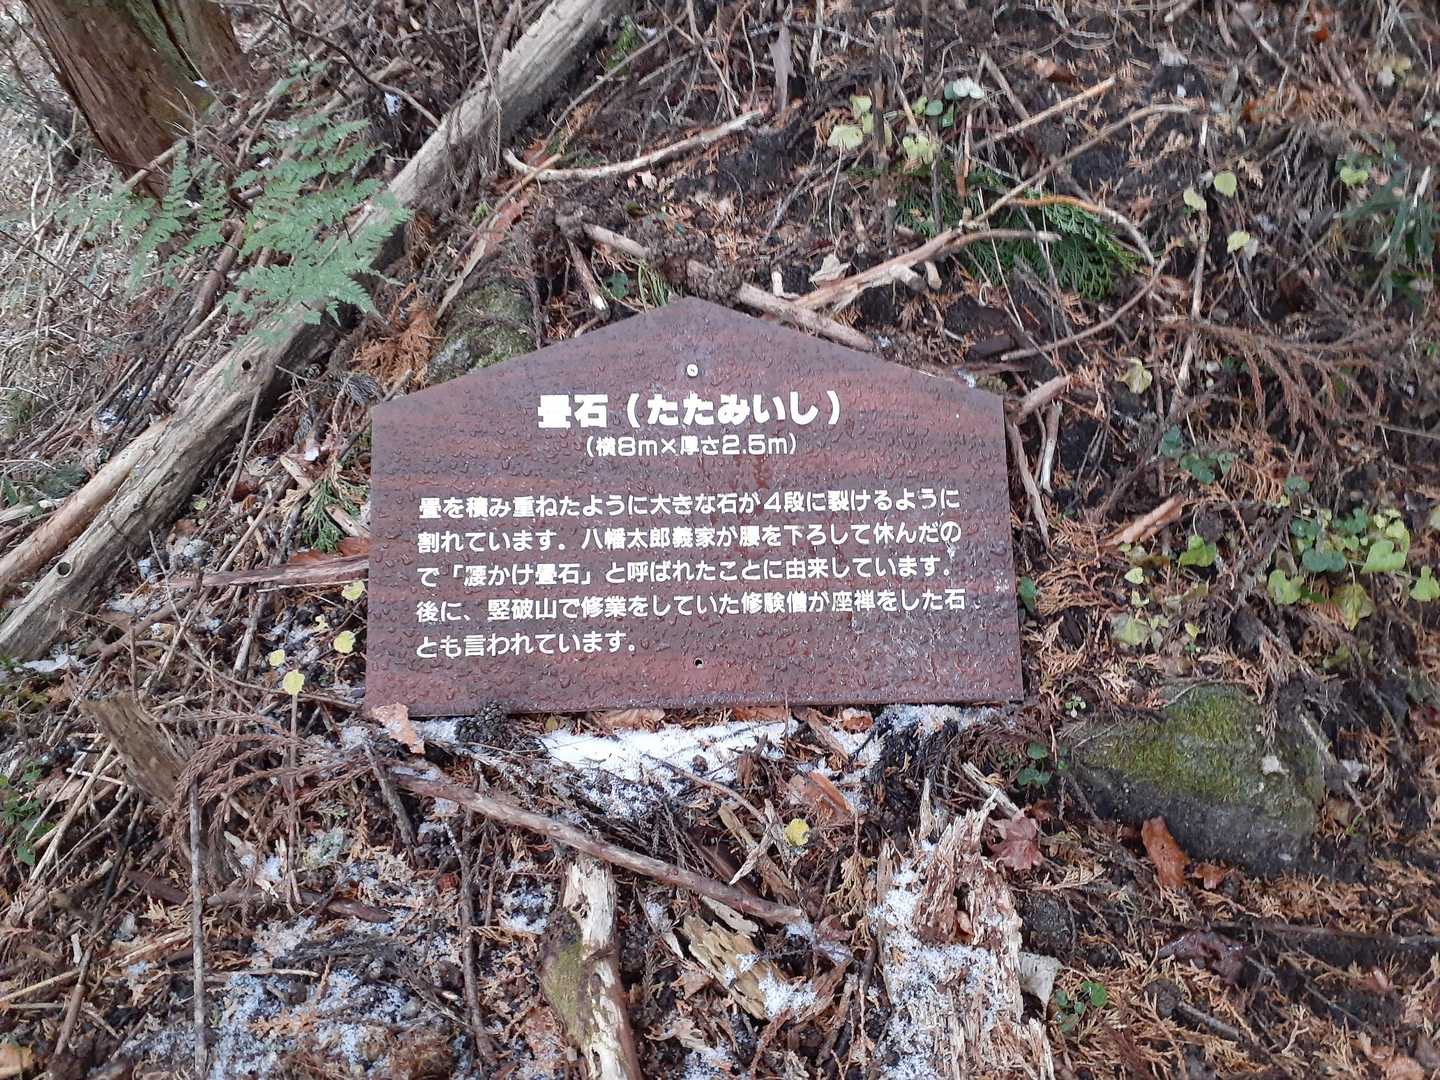 畳石（たたみいし）
（横8m×厚さ2.5m）
畳を積み重ねたように大きな石が４段に裂けるように
割れています。八幡太郎義家が腰を下ろして休んだの
で「腰かけ畳石」と呼ばれたことに由来しています。
後に、竪破山で修業をしていた修験僧が座禅をした石
とも言われています。